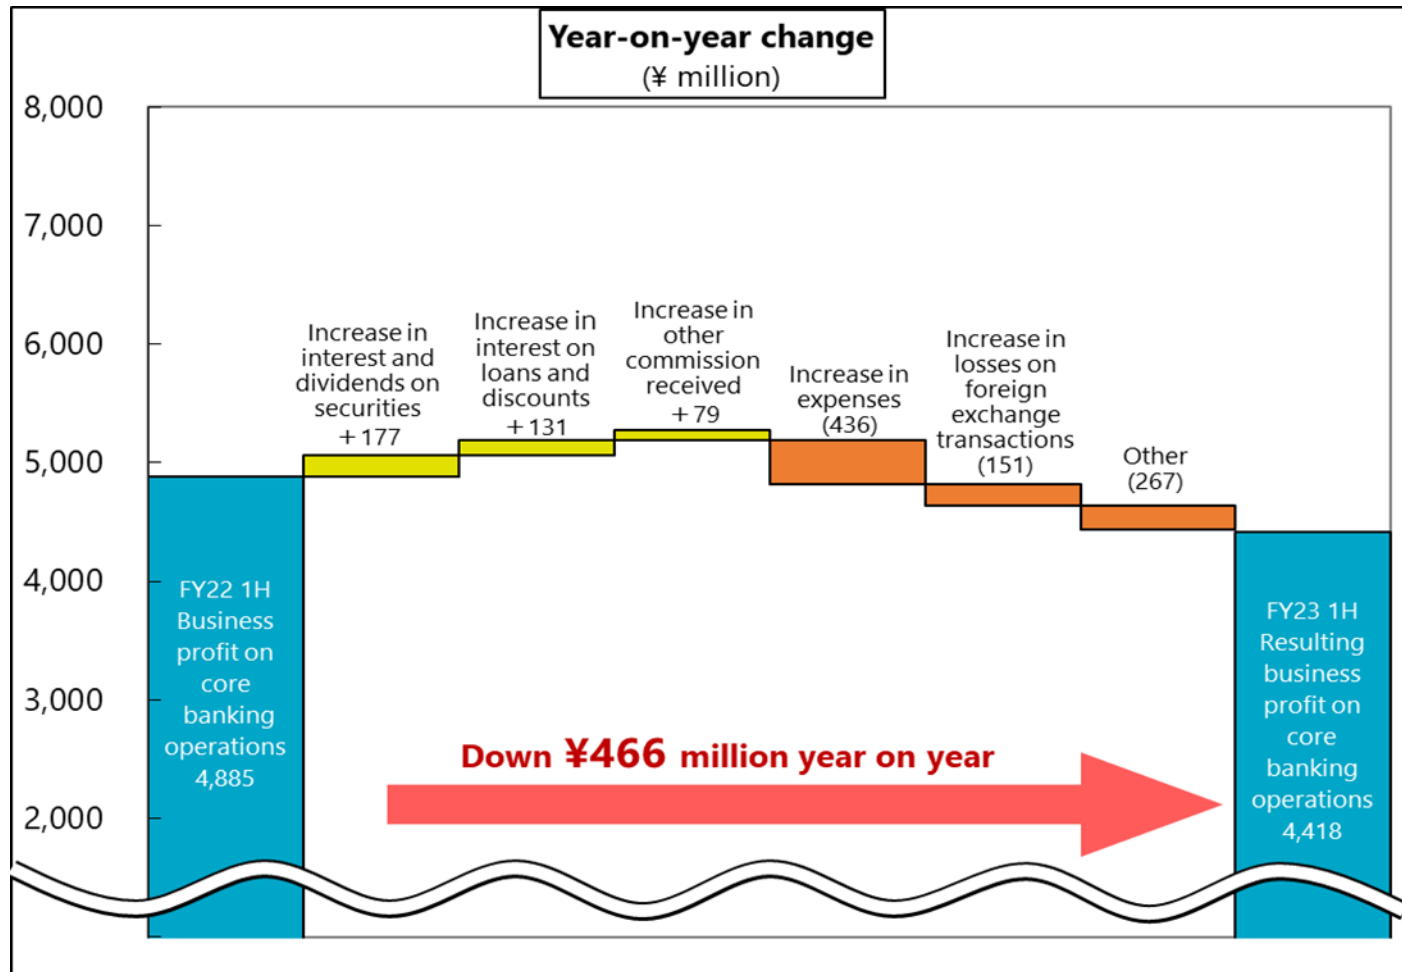 Year-on-year change
(¥ million)
8,000
7,000
6,000
5,000
4,000
3,000
2,000
Increase in
interest and
dividends on
securities
+177
Increase in
interest on
loans and
discounts
+131
Increase in
other
commission
received
+79
Increase in
expenses
(436)
Increase in
losses on
foreign
exchange
transactions
(151)
Other
(267)
FY22 1H
Business
profit on
core
banking
operations
4,885
Down ¥466 million year on year
FY23 1H
Resulting
business
profit on
core
banking
operations
4,418